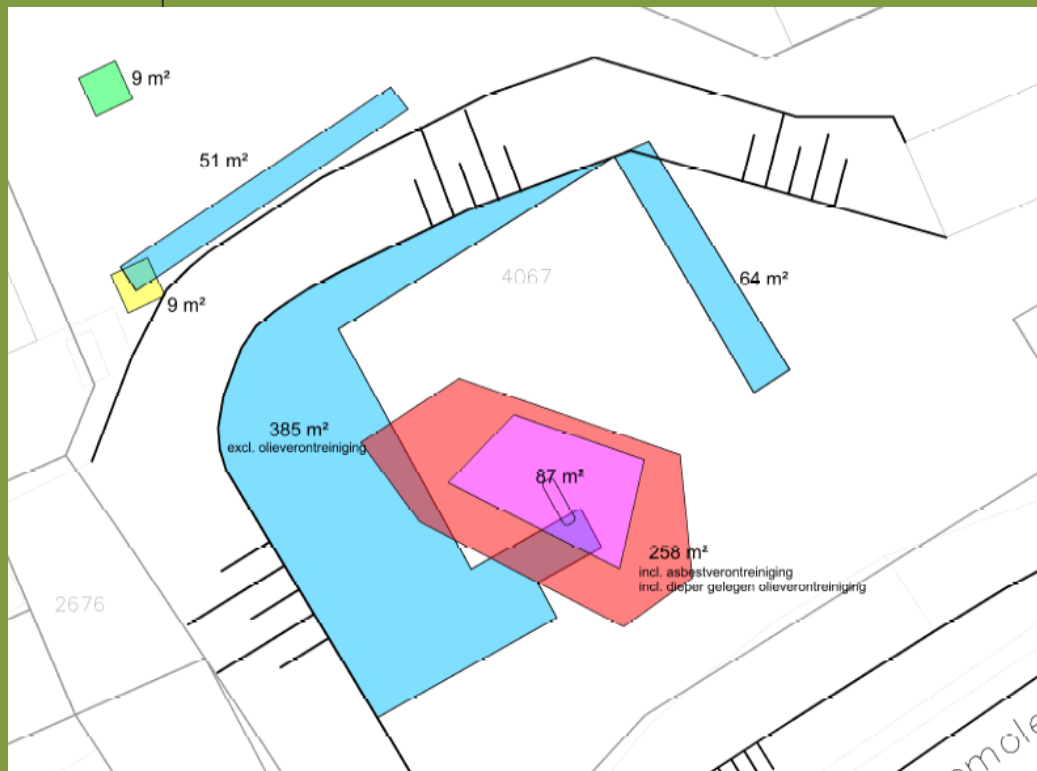 9 m²
51 m²
4067
64 m²
9 m²
385 m²
excl. olieverontreiniging
87 m²
258 m²
incl. asbestverontreiniging
incl. dieper gelegen olieverontreiniging
2676